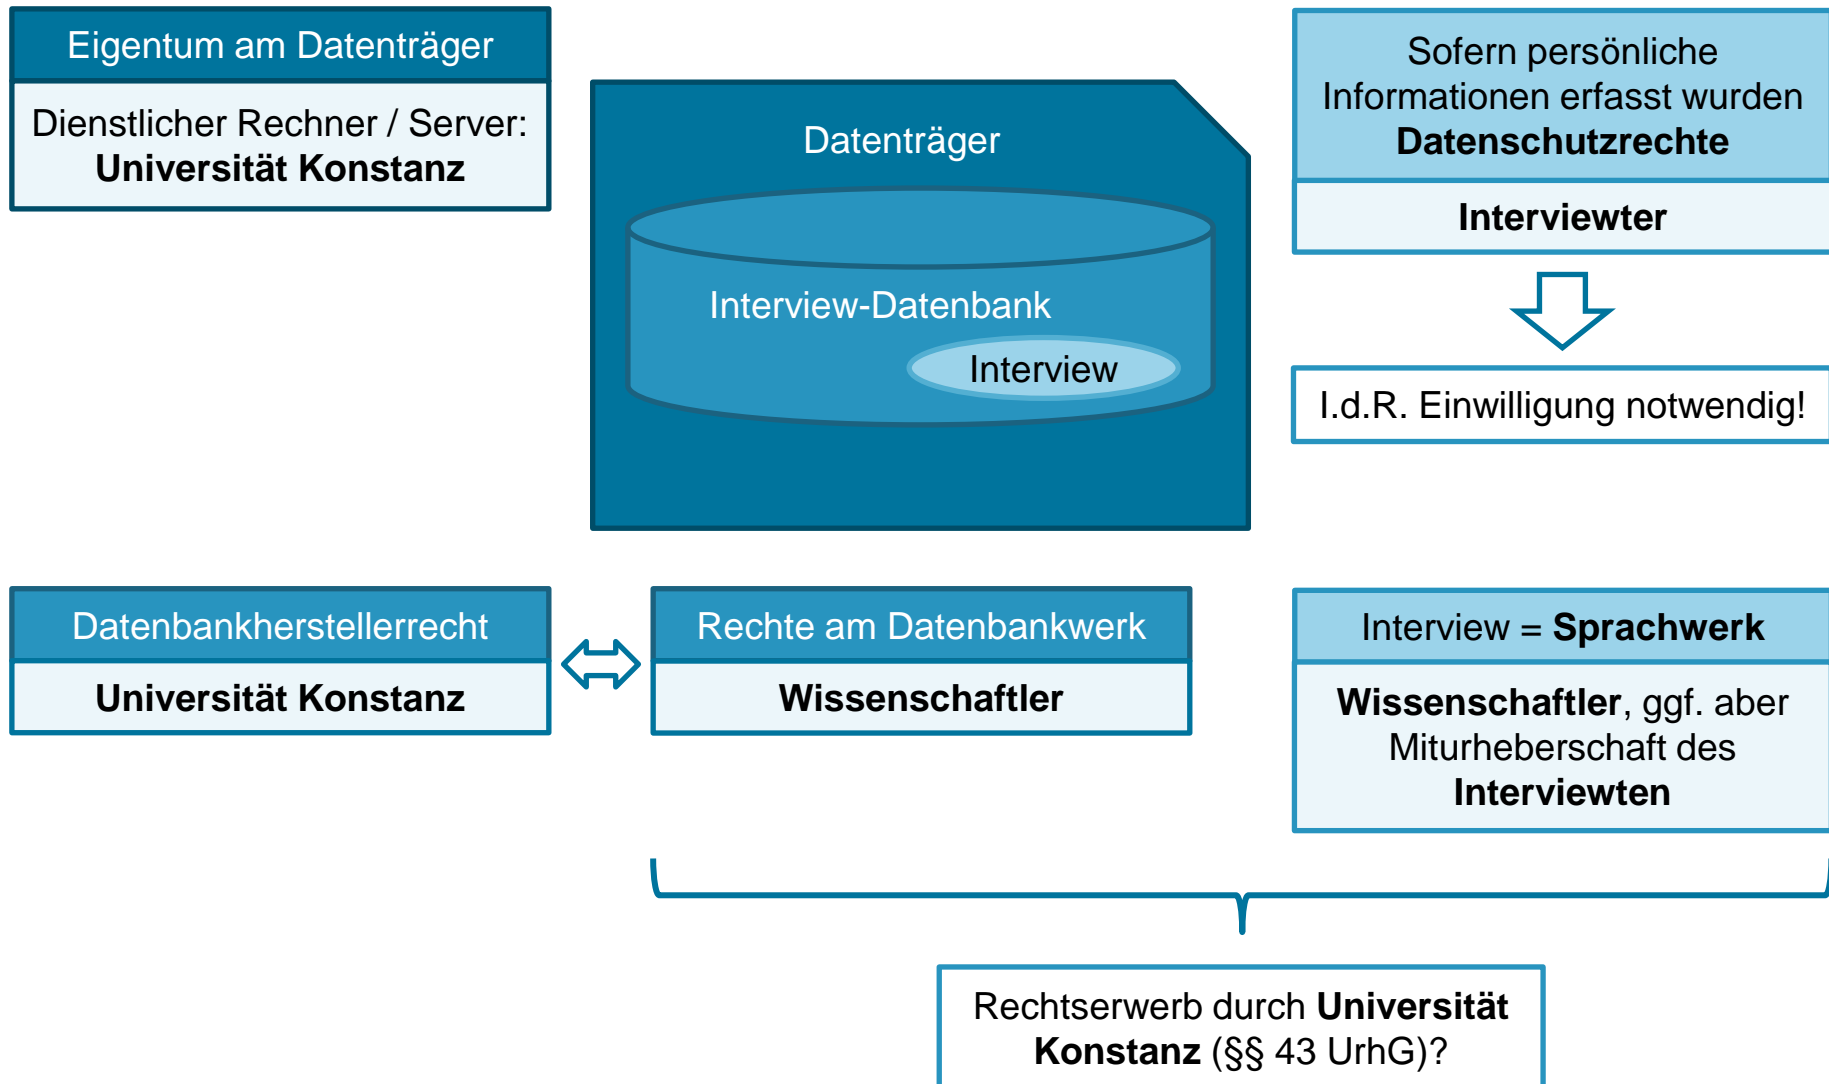 Eigentum am Datenträger
Dienstlicher Rechner / Server:
Universität Konstanz
Datenträger
Interview-Datenbank
Interview
Sofern persönliche
Informationen erfasst wurden
Datenschutzrechte
Interviewter
I.d.R. Einwilligung notwendig!
Datenbankherstellerrecht
Universität Konstanz
Rechte am Datenbankwerk
Wissenschaftler
Interview = Sprachwerk
Wissenschaftler, ggf. aber
Miturheberschaft des
Interviewten
Rechtserwerb durch Universität
Konstanz (§§ 43 UrhG)?